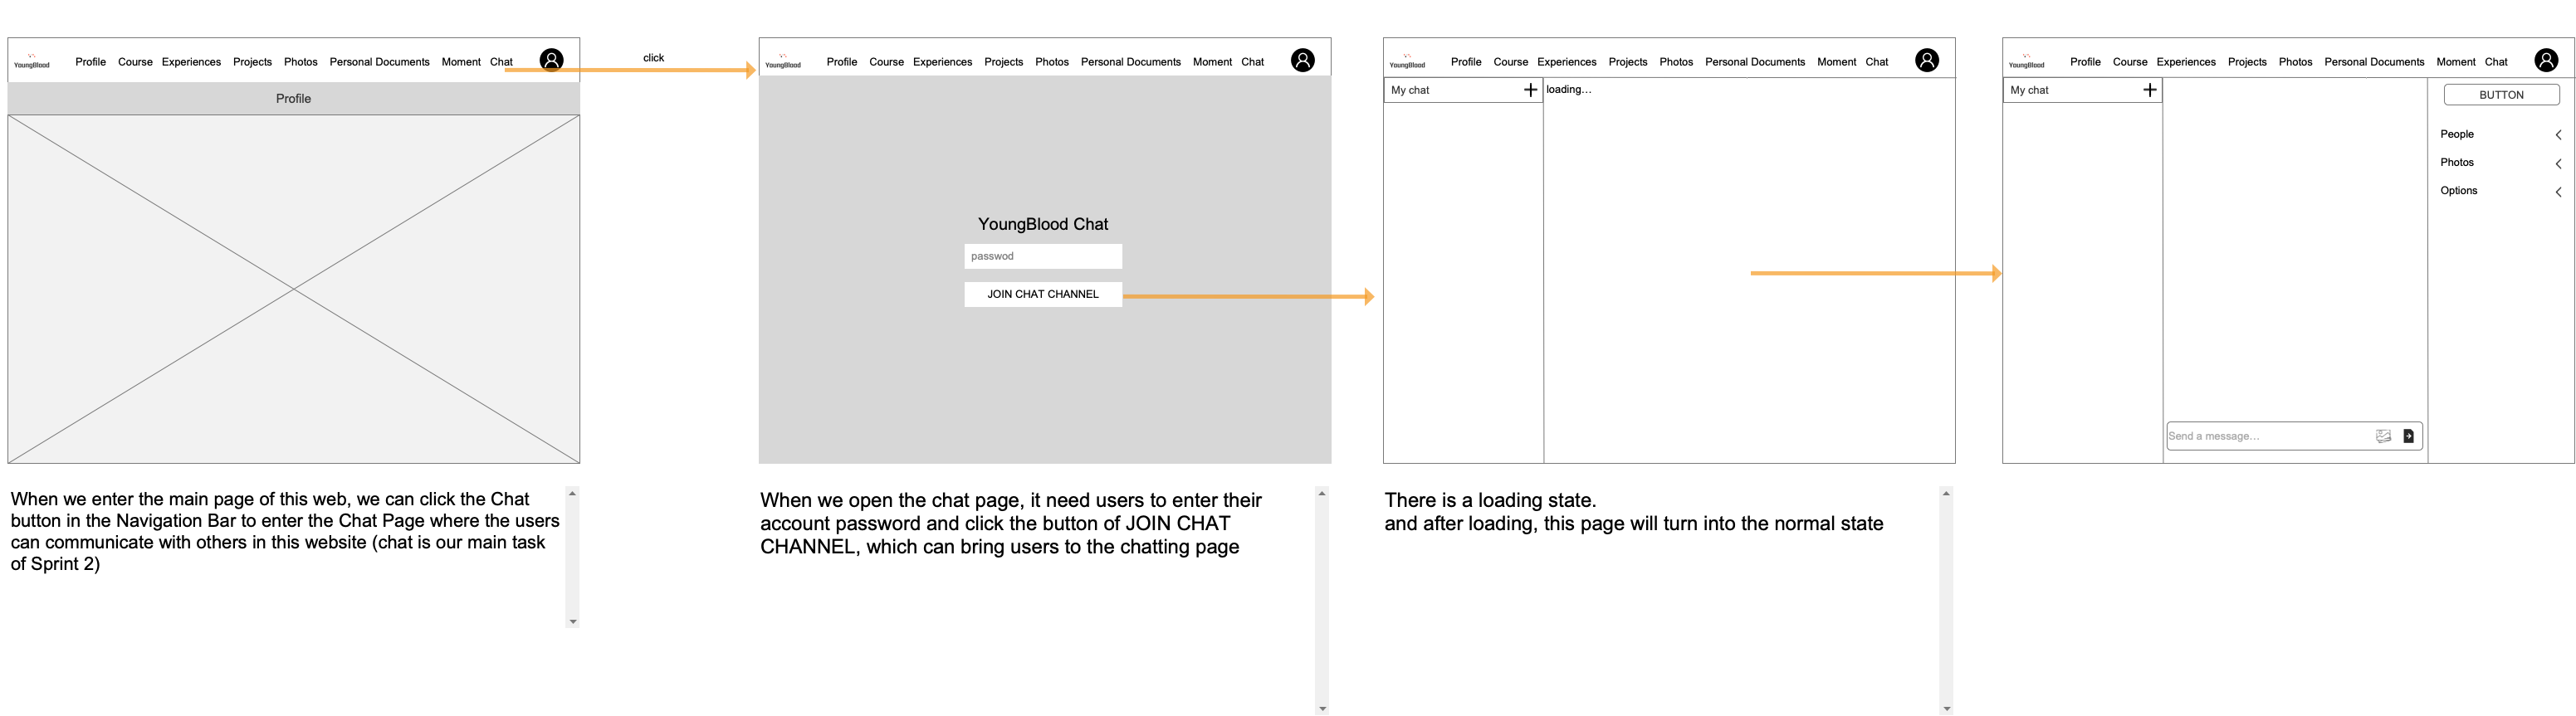 YoungBlood Profile Course Experiences Projects Photos Personal Documents Moment Chat
Profile
When we enter the main page of this web, we can click the Chat
button in the Navigation Bar to enter the Chat Page where the users
can communicate with others in this website (chat is our main task
of Sprint 2)
click
YoungBlood Profile Course Experiences Projects Photos Personal Documents Moment Chat
YoungBlood Chat
passwod
JOIN CHAT CHANNEL
When we open the chat page, it need users to enter their
account password and click the button of JOIN CHAT
CHANNEL, which can bring users to the chatting page
YoungBlood Profile Course Experiences Projects Photos Personal Documents Moment Chat
My chat
loading...
There is a loading state.
and after loading, this page will turn into the normal state
YoungBlood Profile Course Experiences Projects Photos Personal Documents Moment Chat
My chat
BUTTON
People
Photos
Options
Send a message...